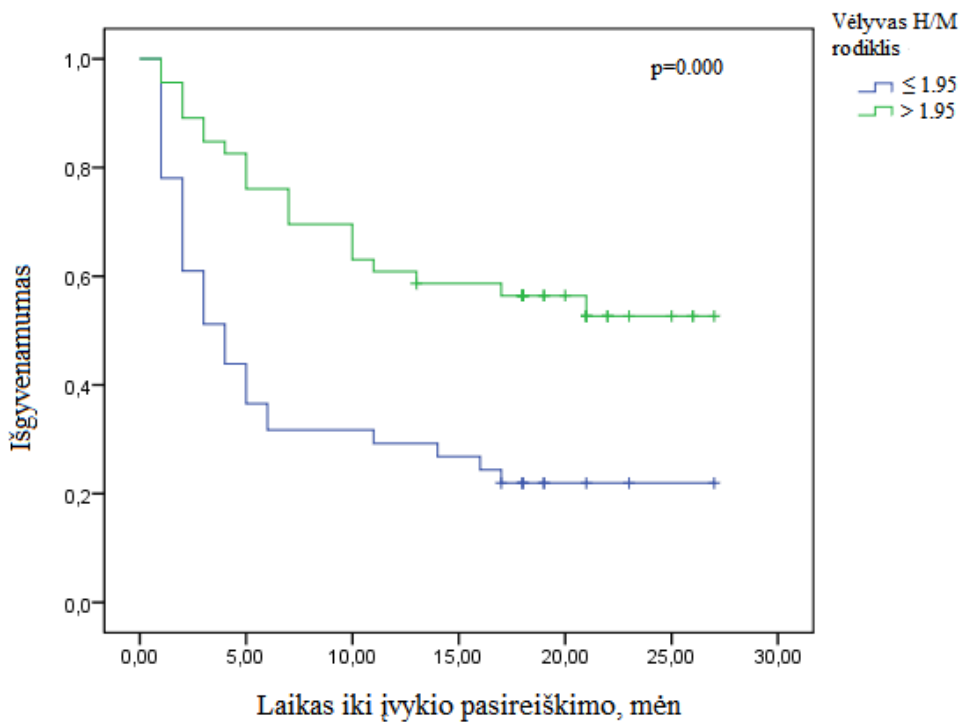 Vėlyvas H/M
rodiklis
≤ 1.95
> 1.95
p=0.000
1,0
0,8
0,6
0,4
0,2
0,0
Išgyvenamumas
0,00 5,00 10,00 15,00 20,00 25,00 30,00
Laikas iki įvykio pasireiškimo, mėn